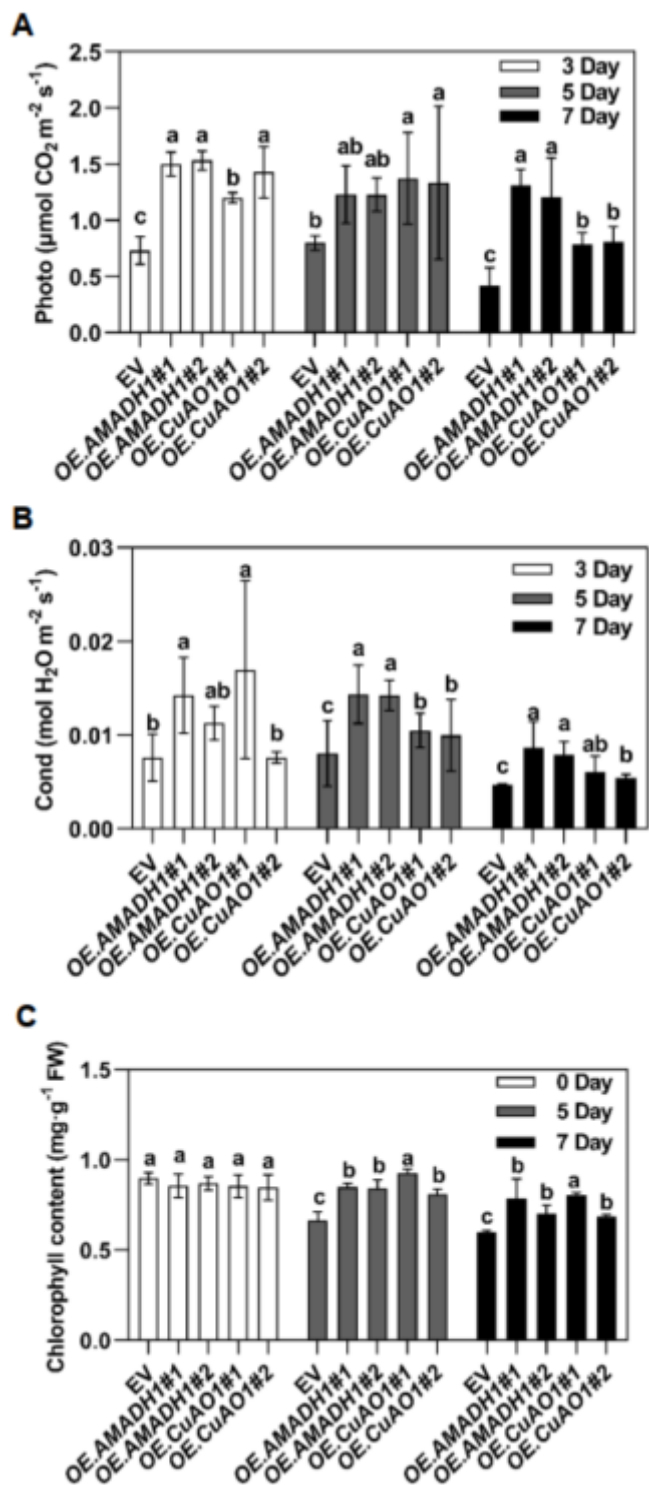 A
Photo (μmol CO₂ m⁻² s⁻¹)
2.5
2.0
1.5
1.0
0.5
0.0
3 Day
5 Day
7 Day
c a a b a
b ab ab a a
c a a b b
EV OE.AMADH1#1 OE.AMADH1#2 OE.CuAO1#1 OE.CuAO1#2
EV OE.AMADH1#1 OE.AMADH1#2 OE.CuAO1#1 OE.CuAO1#2
EV OE.AMADH1#1 OE.AMADH1#2 OE.CuAO1#1 OE.CuAO1#2
B
Cond (mol H₂O m⁻² s⁻¹)
0.03
0.02
0.01
0.00
3 Day
5 Day
7 Day
b a ab a b
c a a b b
c a a ab b
EV OE.AMADH1#1 OE.AMADH1#2 OE.CuAO1#1 OE.CuAO1#2
EV OE.AMADH1#1 OE.AMADH1#2 OE.CuAO1#1 OE.CuAO1#2
EV OE.AMADH1#1 OE.AMADH1#2 OE.CuAO1#1 OE.CuAO1#2
C
Chlorophyll content (mg·g⁻¹ FW)
1.5
1.0
0.5
0.0
0 Day
5 Day
7 Day
a a a a a
c b b a b
c b b a b
EV OE.AMADH1#1 OE.AMADH1#2 OE.CuAO1#1 OE.CuAO1#2
EV OE.AMADH1#1 OE.AMADH1#2 OE.CuAO1#1 OE.CuAO1#2
EV OE.AMADH1#1 OE.AMADH1#2 OE.CuAO1#1 OE.CuAO1#2